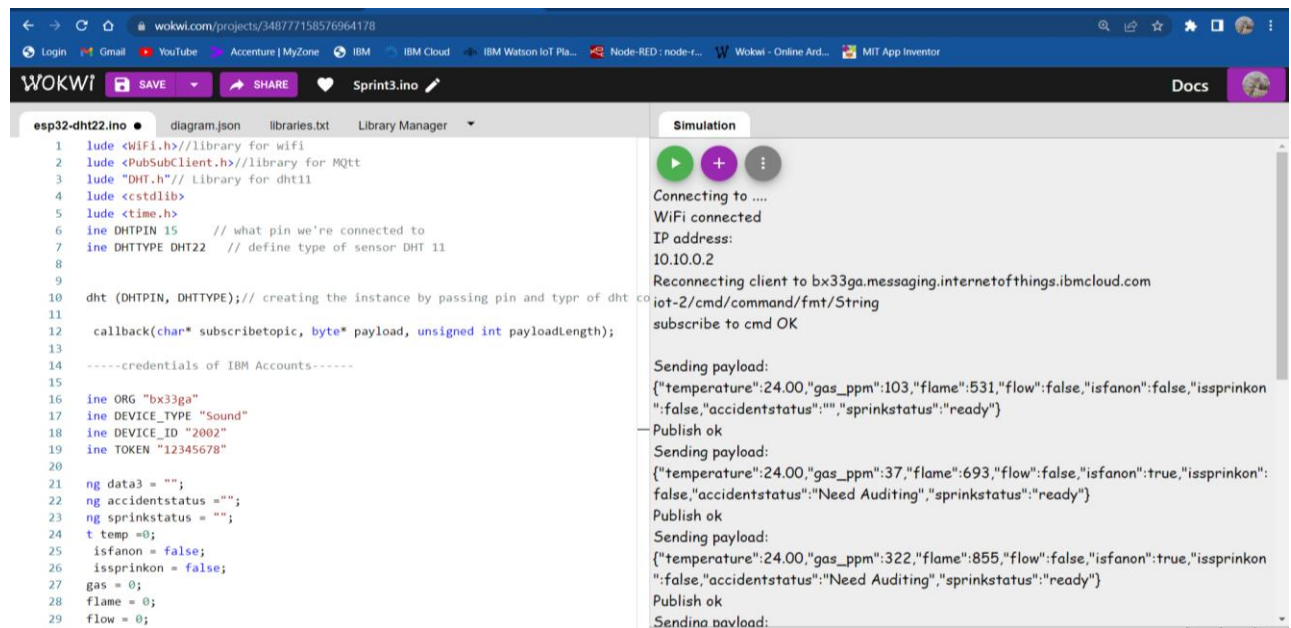 wokwi.com/projects/348777158576964178
Login Gmail YouTube Accenture | MyZone IBM IBM Cloud IBM Watson IoT Pla... Node-RED : node-r... Wokwi - Online Ard... MIT App Inventor
WOKWI SAVE SHARE Sprint3.ino Docs
esp32-dht22.ino ● diagram.json libraries.txt Library Manager
1 lude <WiFi.h>//library for wifi
2 lude <PubSubClient.h>//library for MQtt
3 lude "DHT.h"// Library for dht11
4 lude <cstdlib>
5 lude <time.h>
6 ine DHTPIN 15 // what pin we're connected to
7 ine DHTTYPE DHT22 // define type of sensor DHT 11
8
9
10 dht (DHTPIN, DHTTYPE);// creating the instance by passing pin and typr of dht co
11
12 callback(char* subscribetopic, byte* payload, unsigned int payloadLength);
13
14 -----credentials of IBM Accounts------
15
16 ine ORG "bx33ga"
17 ine DEVICE_TYPE "Sound"
18 ine DEVICE_ID "2002"
19 ine TOKEN "12345678"
20
21 ng data3 = "";
22 ng accidentstatus ="";
23 ng sprinkstatus = "";
24 t temp =0;
25 isfanon = false;
26 issprinkon = false;
27 gas = 0;
28 flame = 0;
29 flow = 0;
Simulation
Connecting to ....
WiFi connected
IP address:
10.10.0.2
Reconnecting client to bx33ga.messaging.internetofthings.ibmcloud.com
iot-2/cmd/command/fmt/String
subscribe to cmd OK
Sending payload:
{"temperature":24.00,"gas_ppm":103,"flame":531,"flow":false,"isfanon":false,"issprinkon
":false,"accidentstatus":"","sprinkstatus":"ready"}
Publish ok
Sending payload:
{"temperature":24.00,"gas_ppm":37,"flame":693,"flow":false,"isfanon":true,"issprinkon":
false,"accidentstatus":"Need Auditing","sprinkstatus":"ready"}
Publish ok
Sending payload:
{"temperature":24.00,"gas_ppm":322,"flame":855,"flow":false,"isfanon":true,"issprinkon
":false,"accidentstatus":"Need Auditing","sprinkstatus":"ready"}
Publish ok
Sending payload: